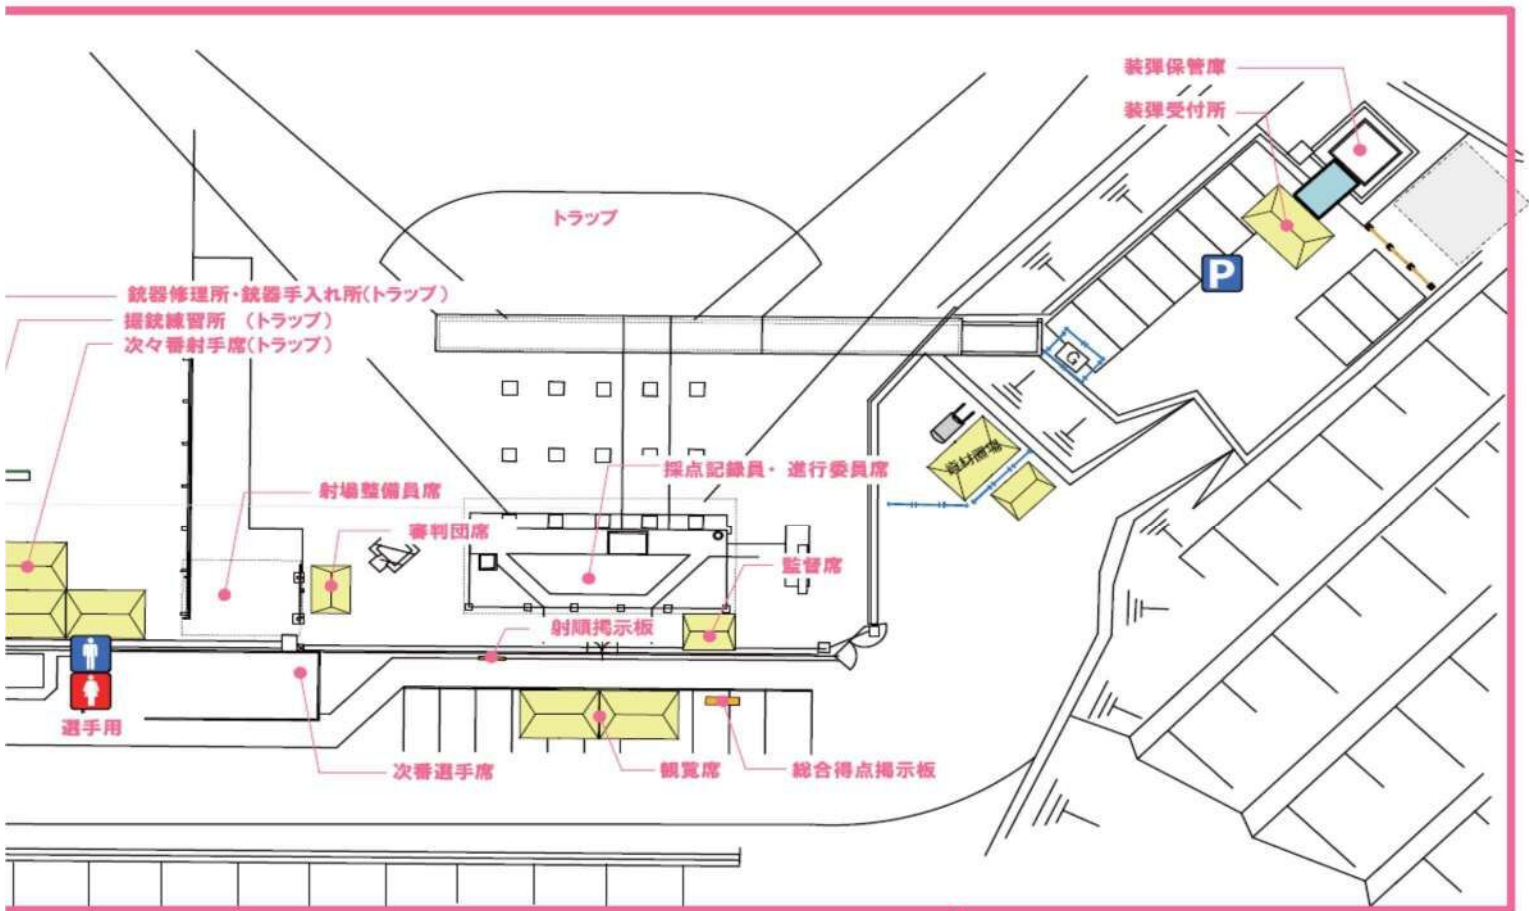 装弾保管庫
装弾受付所
トラップ
P
銃器修理所・銃器手入れ所(トラップ)
据銃練習所 (トラップ)
次々番射手席(トラップ)
G
資材置場
採点記録員・進行委員席
射場整備員席
審判団席
監督席
射順掲示板
選手用
次番選手席
観覧席
総合得点掲示板